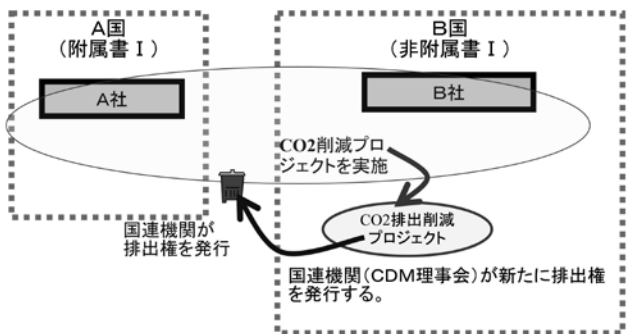 A国
(附属書Ⅰ)
B国
(非附属書Ⅰ)
A社
B社
CO2削減プロ
ジェクトを実施
国連機関が
排出権を発行
CO2排出削減
プロジェクト
国連機関(CDM理事会)が新たに排出権
を発行する。